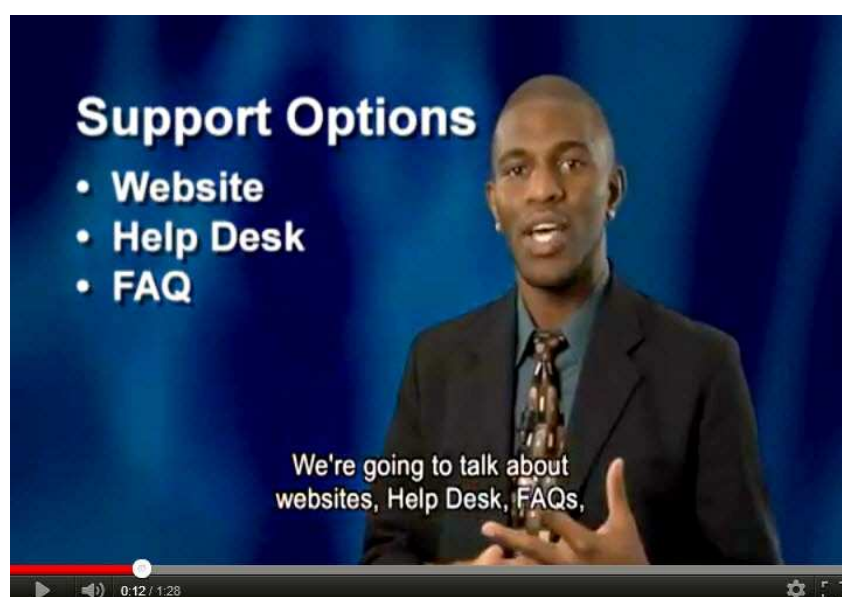 Support Options
• Website
• Help Desk
• FAQ
We're going to talk about
websites, Help Desk, FAQs,
0:12 / 1:28